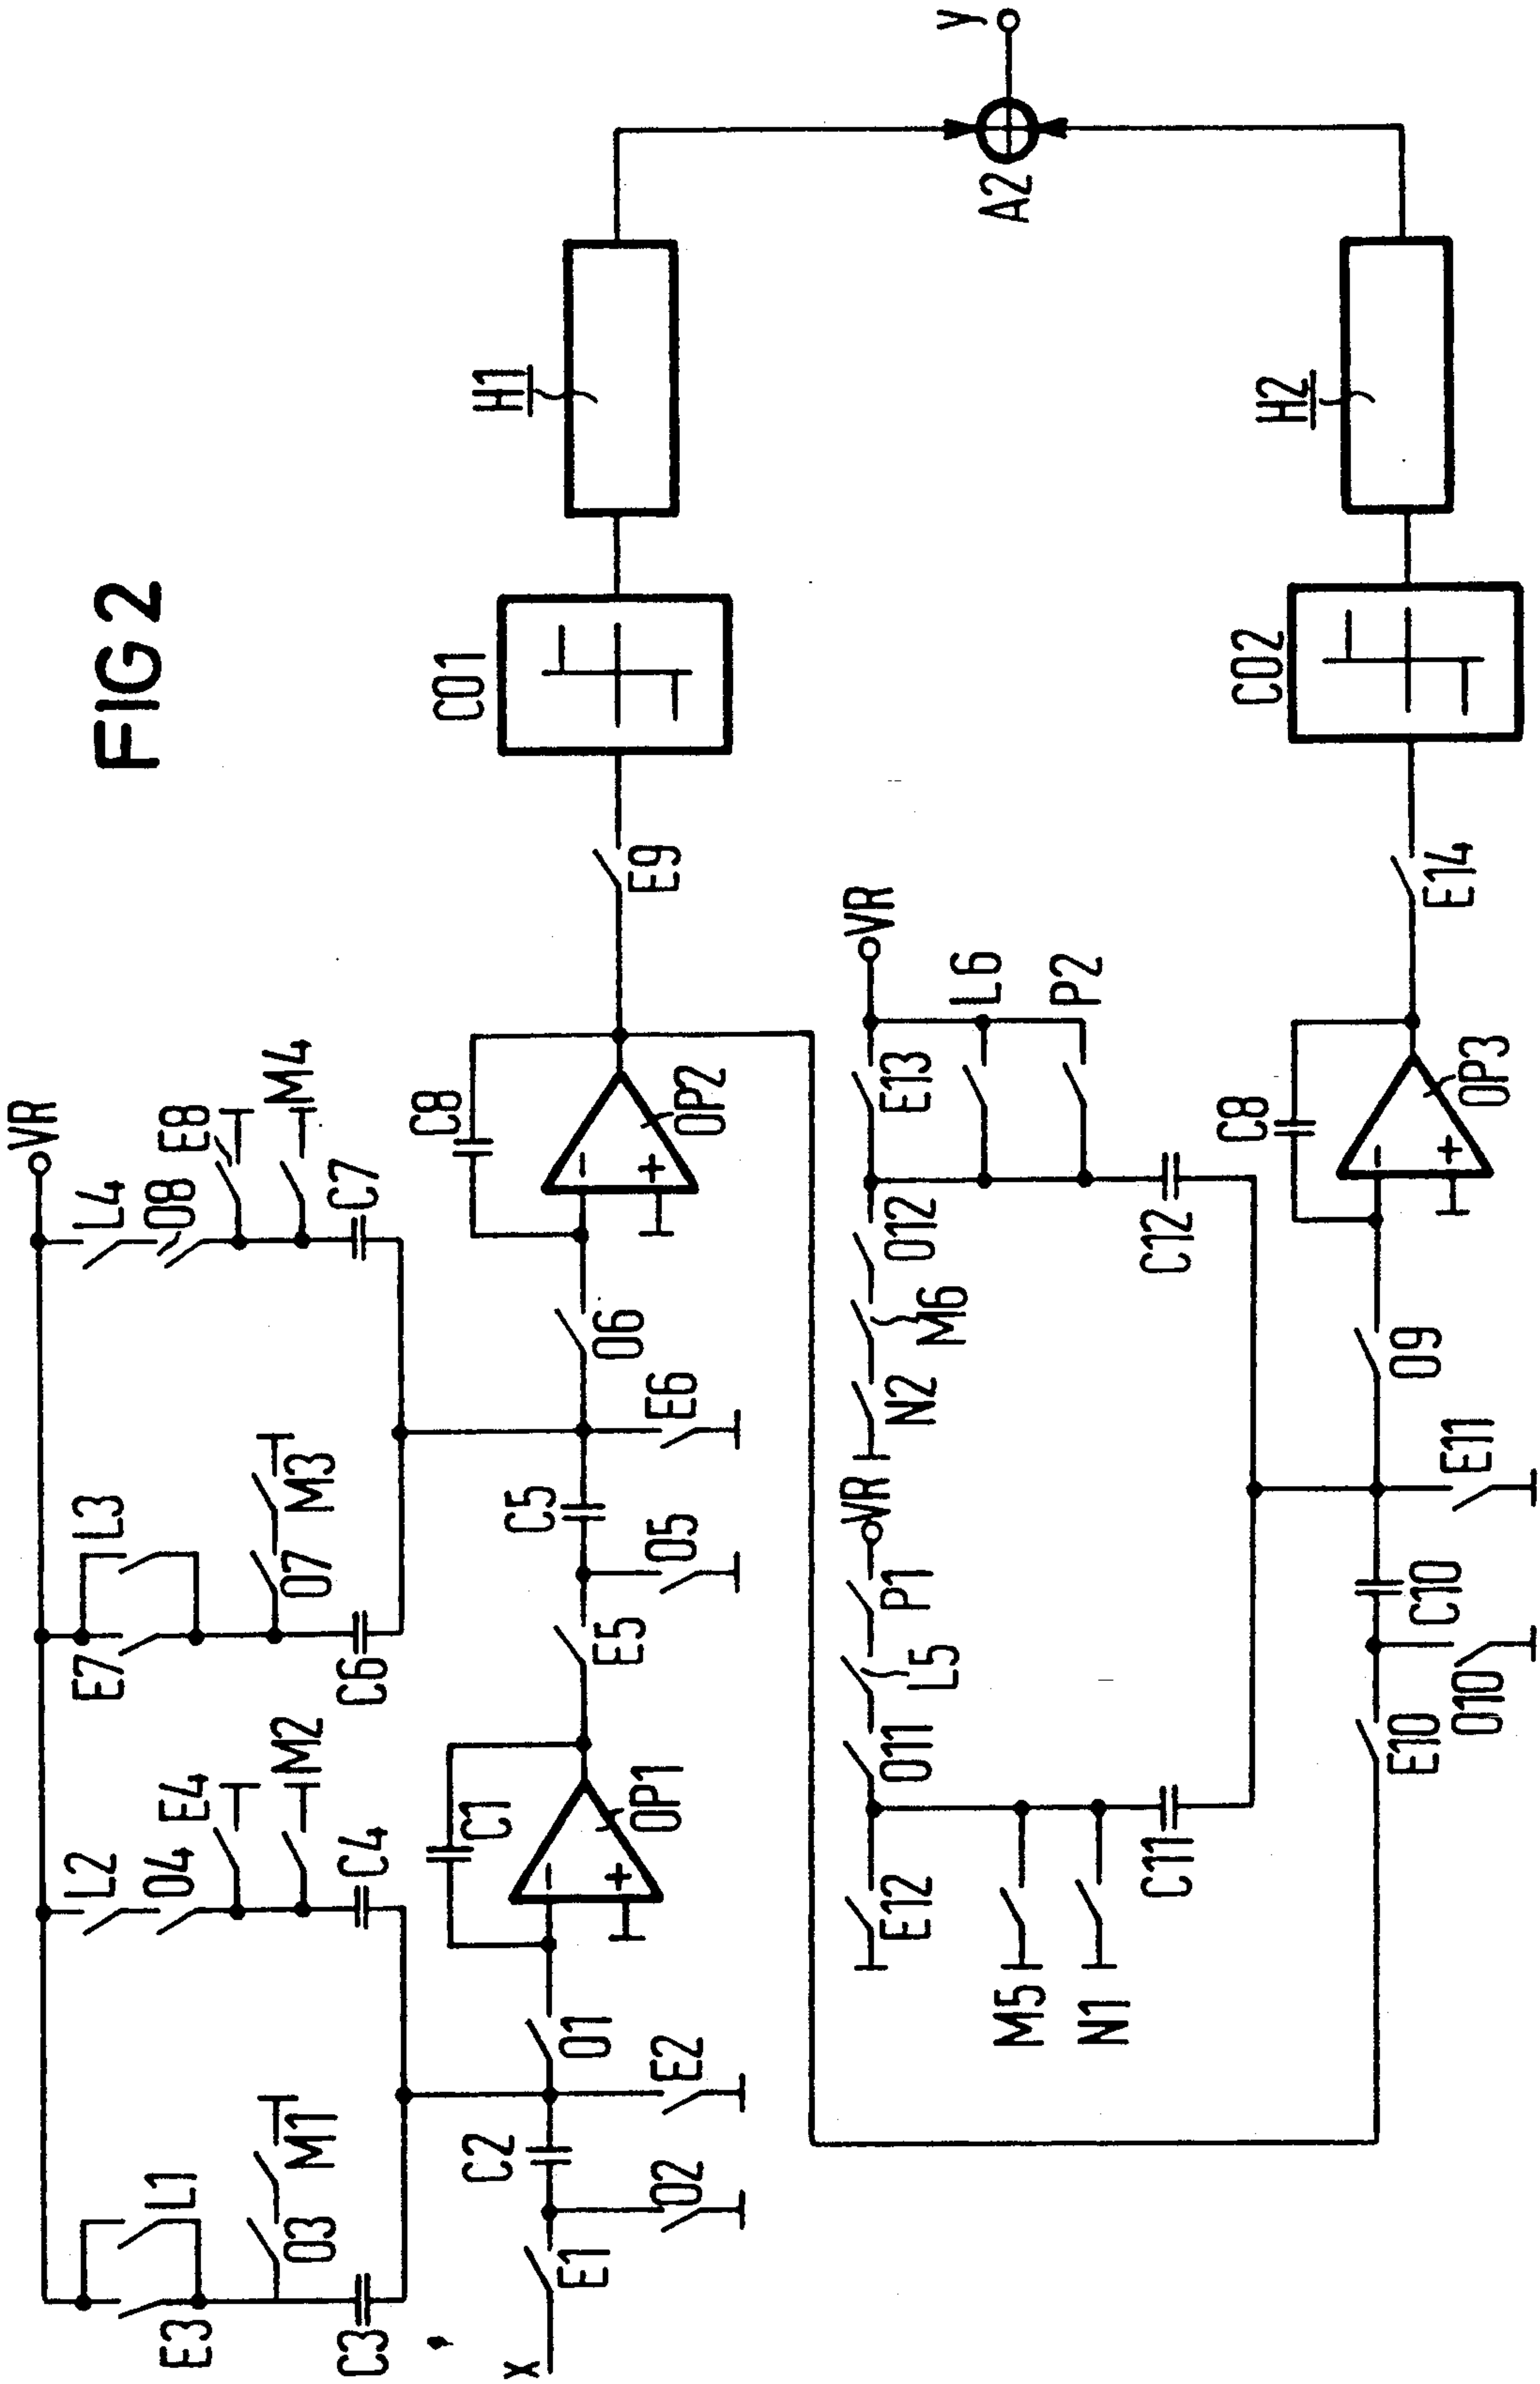 FIG 2
VR
L2
E7
L3
L4
E3
L1
O4
E4
O8
E8
O3
M1
M2
O7
M3
M4
C3
C4
C6
C7
C2
C1
C5
C8
CO1
H1
X
E1
O1
OP1
E5
O6
OP2
E9
O2
E2
O5
E6
VR
VR
E12
O11
L5
P1
N2
M6
O12
E13
L6
P2
M5
N1
C11
C12
A2
y
C8
CO2
H2
E10
C10
O9
E14
O10
E11
OP3